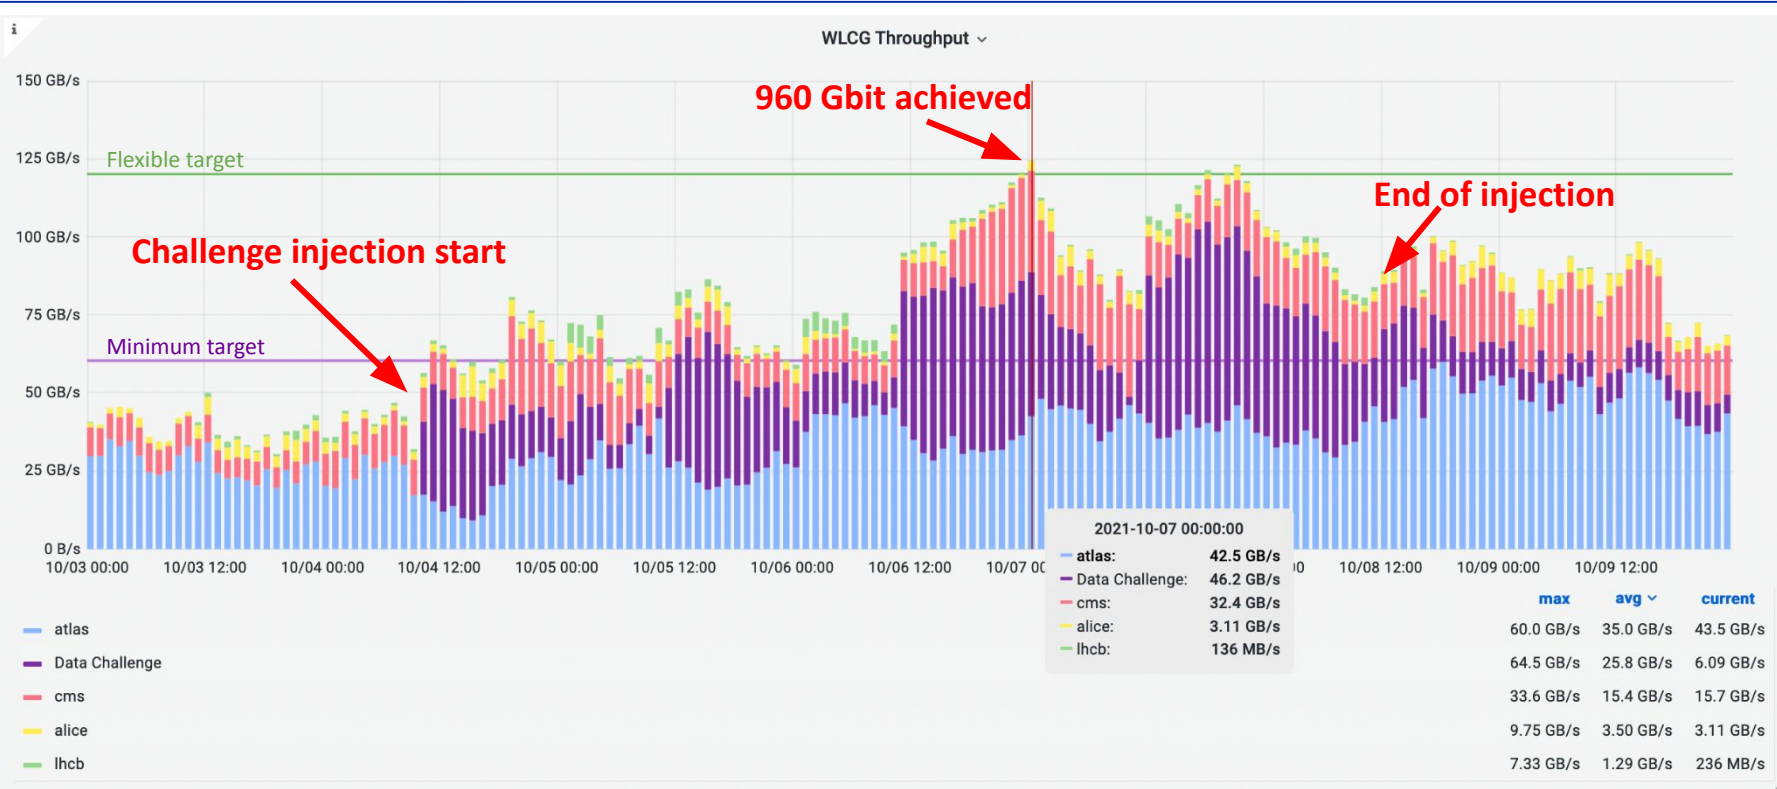 i
WLCG Throughput
150 GB/s
960 Gbit achieved
125 GB/s
Flexible target
End of injection
100 GB/s
Challenge injection start
75 GB/s
Minimum target
50 GB/s
25 GB/s
0 B/s
10/03 00:00 10/03 12:00 10/04 00:00 10/04 12:00 10/05 00:00 10/05 12:00 10/06 00:00 10/06 12:00 10/07 00 00 10/08 12:00 10/09 00:00 10/09 12:00
2021-10-07 00:00:00
atlas: 42.5 GB/s
Data Challenge: 46.2 GB/s
cms: 32.4 GB/s
alice: 3.11 GB/s
lhcb: 136 MB/s
max avg current
atlas 60.0 GB/s 35.0 GB/s 43.5 GB/s
Data Challenge 64.5 GB/s 25.8 GB/s 6.09 GB/s
cms 33.6 GB/s 15.4 GB/s 15.7 GB/s
alice 9.75 GB/s 3.50 GB/s 3.11 GB/s
lhcb 7.33 GB/s 1.29 GB/s 236 MB/s